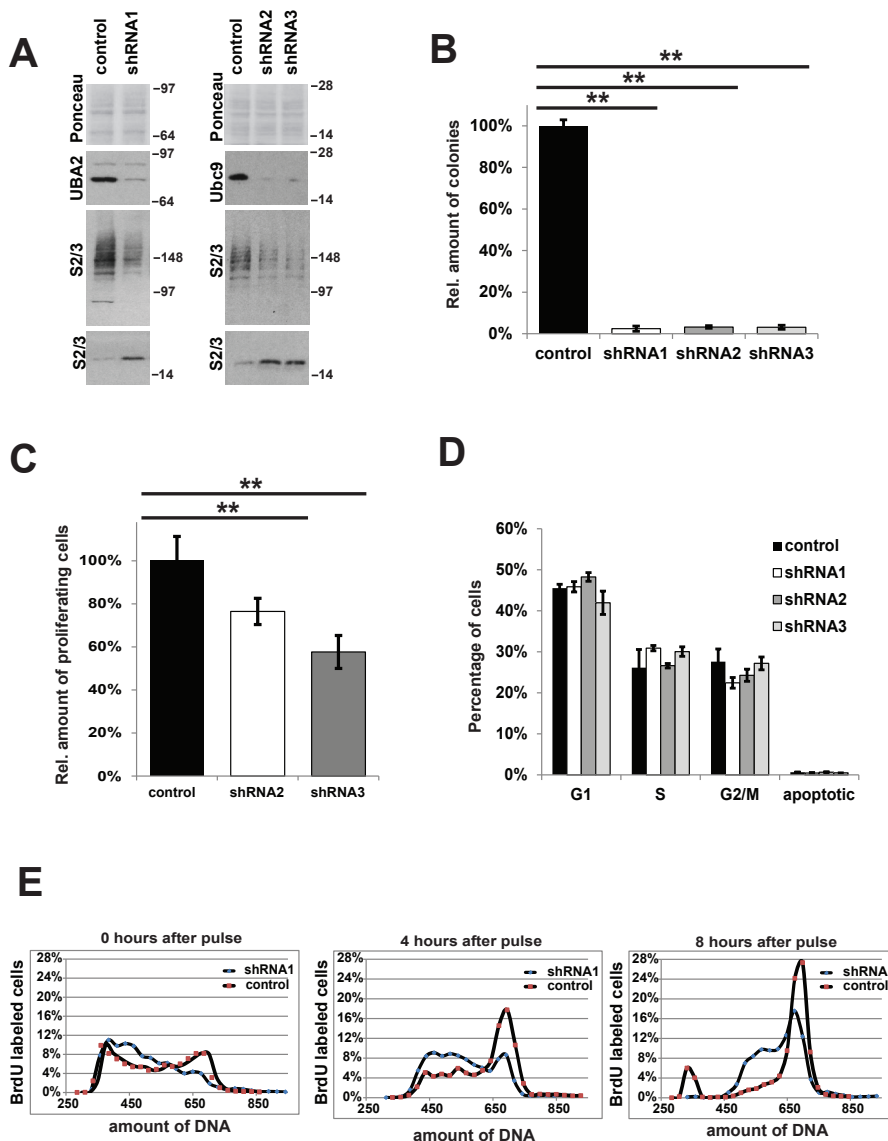 A
control
shRNA1
control
shRNA2
shRNA3
Ponceau
–97
–64
Ponceau
–28
–14
UBA2
–97
–64
Ubc9
–28
–14
S2/3
–148
–97
S2/3
–148
–97
S2/3
–14
S2/3
–14
B
**
**
**
Rel. amount of colonies
100%
80%
60%
40%
20%
0%
control shRNA1 shRNA2 shRNA3
C
**
**
Rel. amount of proliferating cells
100%
80%
60%
40%
20%
0%
control shRNA2 shRNA3
D
Percentage of cells
60%
50%
40%
30%
20%
10%
0%
control
shRNA1
shRNA2
shRNA3
G1 S G2/M apoptotic
E
0 hours after pulse
BrdU labeled cells
28%
24%
20%
16%
12%
8%
4%
0%
shRNA1
control
250 450 650 850
amount of DNA
4 hours after pulse
BrdU labeled cells
28%
24%
20%
16%
12%
8%
4%
0%
shRNA1
control
250 450 650 850
amount of DNA
8 hours after pulse
BrdU labeled cells
28%
24%
20%
16%
12%
8%
4%
0%
shRNA
control
250 450 650 850
amount of DNA